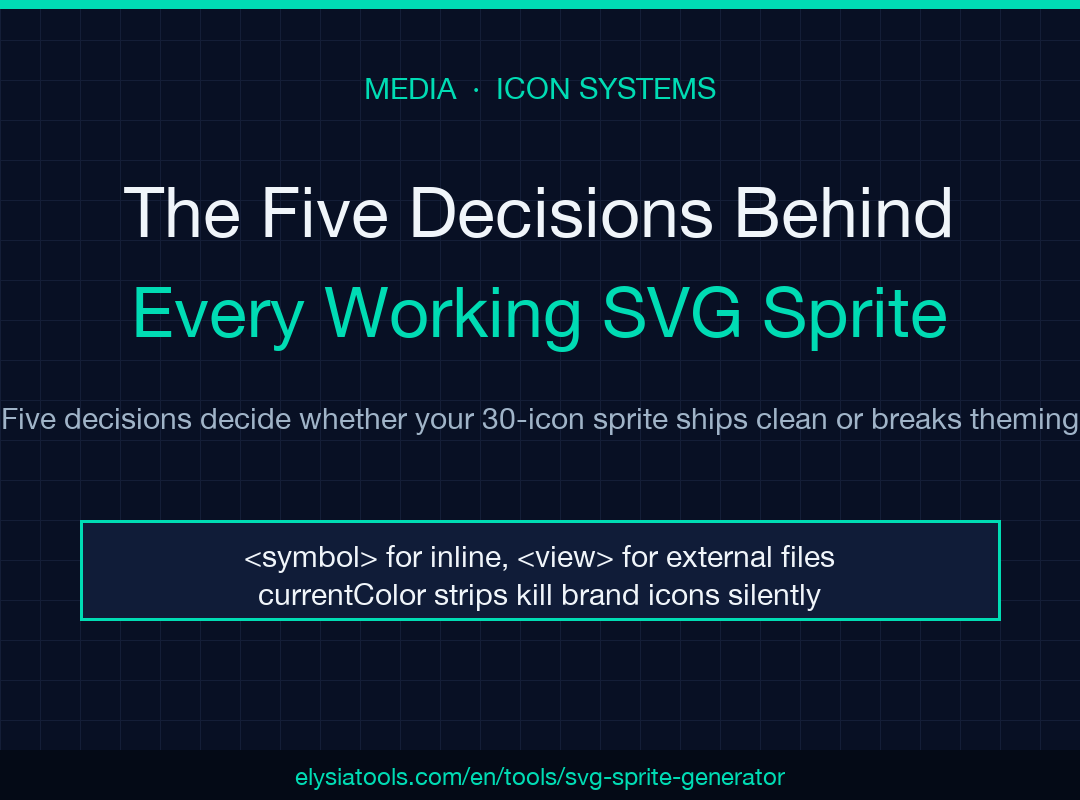 MEDIA · ICON SYSTEMS
The Five Decisions Behind
Every Working SVG Sprite
Five decisions decide whether your 30-icon sprite ships clean or breaks theming
<symbol> for inline, <view> for external files
currentColor strips kill brand icons silently
elysiatools.com/en/tools/svg-sprite-generator